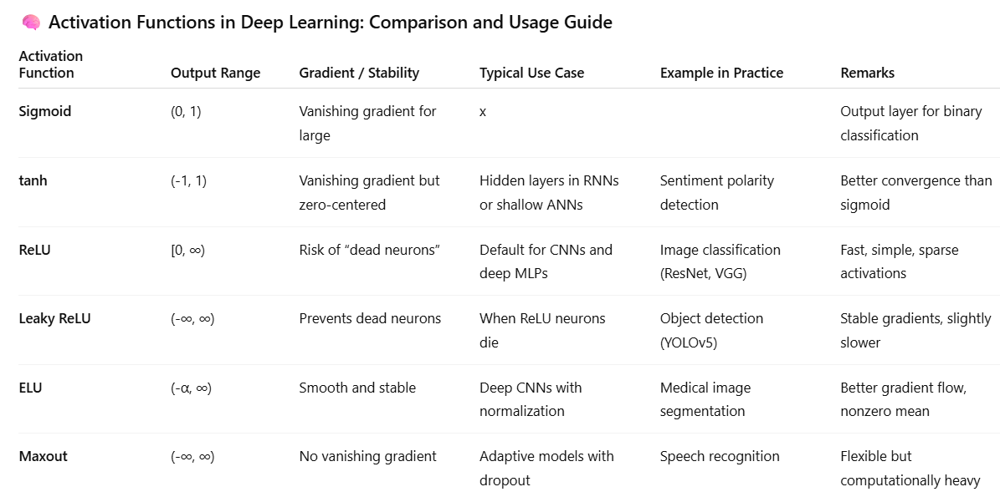 🧠 Activation Functions in Deep Learning: Comparison and Usage Guide
Activation
Function
Output Range
Gradient / Stability
Typical Use Case
Example in Practice
Remarks
Sigmoid
(0, 1)
Vanishing gradient for
large
x
Output layer for binary
classification
tanh
(-1, 1)
Vanishing gradient but
zero-centered
Hidden layers in RNNs
or shallow ANNs
Sentiment polarity
detection
Better convergence than
sigmoid
ReLU
[0, ∞)
Risk of “dead neurons”
Default for CNNs and
deep MLPs
Image classification
(ResNet, VGG)
Fast, simple, sparse
activations
Leaky ReLU
(-∞, ∞)
Prevents dead neurons
When ReLU neurons
die
Object detection
(YOLOv5)
Stable gradients, slightly
slower
ELU
(-α, ∞)
Smooth and stable
Deep CNNs with
normalization
Medical image
segmentation
Better gradient flow,
nonzero mean
Maxout
(-∞, ∞)
No vanishing gradient
Adaptive models with
dropout
Speech recognition
Flexible but
computationally heavy